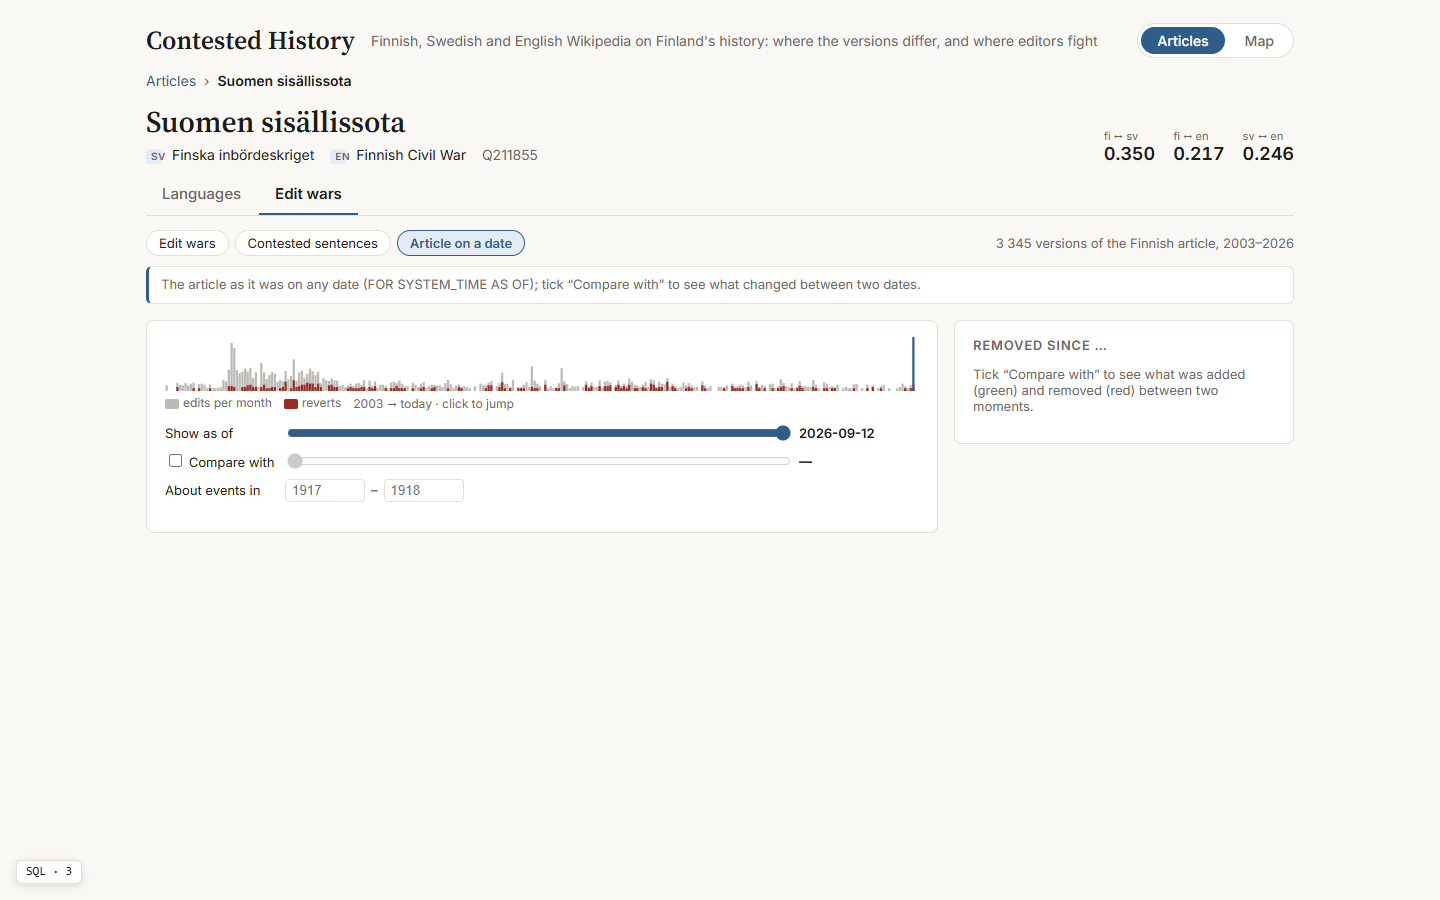 Contested History
Finnish, Swedish and English Wikipedia on Finland's history: where the versions differ, and where editors fight
Articles
Map
Articles › Suomen sisällissota
Suomen sisällissota
SV Finska inbördeskriget EN Finnish Civil War Q211855
fi ↔ sv fi ↔ en sv ↔ en
0.350 0.217 0.246
Languages
Edit wars
Edit wars
Contested sentences
Article on a date
3 345 versions of the Finnish article, 2003–2026
The article as it was on any date (FOR SYSTEM_TIME AS OF); tick “Compare with” to see what changed between two dates.
edits per month reverts 2003 → today · click to jump
Show as of 2026-09-12
Compare with —
About events in 1917 – 1918
REMOVED SINCE …
Tick “Compare with” to see what was added
(green) and removed (red) between two
moments.
SQL · 3